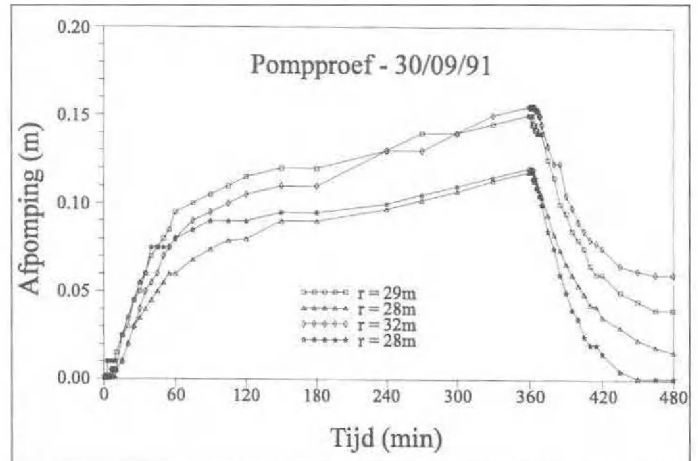 Pompproef - 30/09/91
Afpomping (m)
0.20
0.15
0.10
0.05
0.00
r = 29m
r = 28m
r = 32m
r = 28m
0 60 120 180 240 300 360 420 480
Tijd (min)